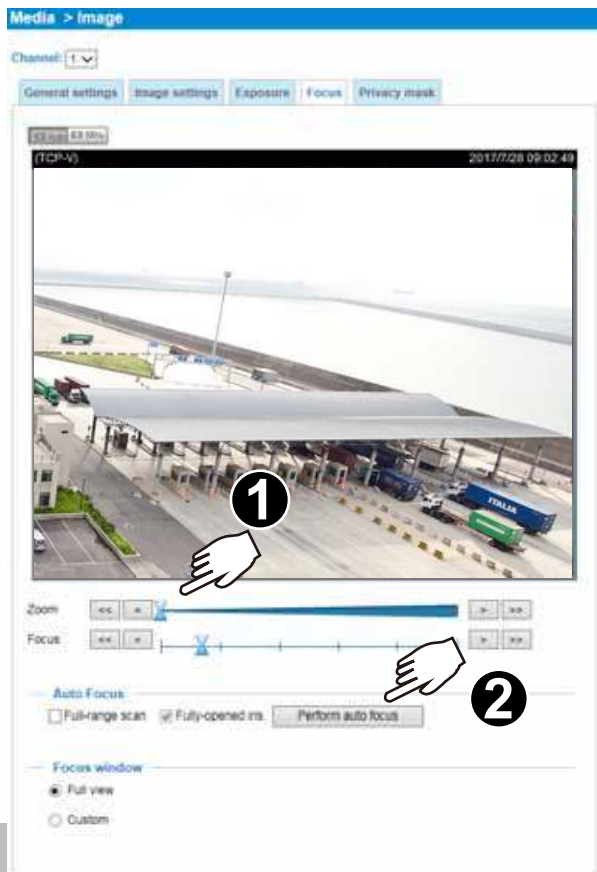 Media > Image
Channel: 1
General settings Image settings Exposure Focus Privacy mask
(TCP-V) 2017/7/28 09:02:49
ITALIA
1
Zoom << < > >>
Focus << < > >>
2
Auto Focus
Full-range scan Fully-opened iris Perform auto focus
Focus window
Full view
Custom